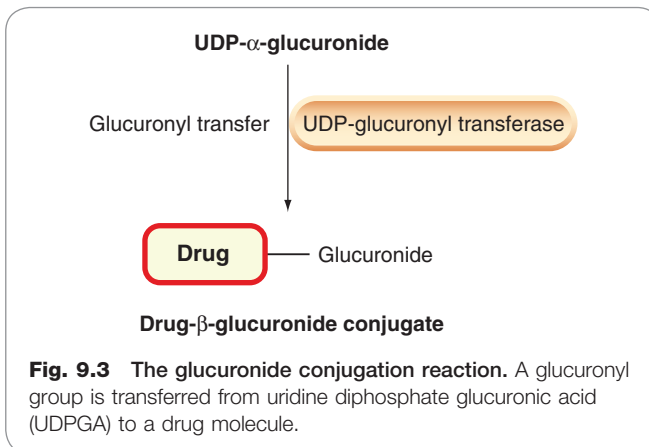 UDP-α-glucuronide
Glucuronyl transfer
UDP-glucuronyl transferase
Drug
Glucuronide
Drug-β-glucuronide conjugate
Fig. 9.3 The glucuronide conjugation reaction. A glucuronyl
group is transferred from uridine diphosphate glucuronic acid
(UDPGA) to a drug molecule.